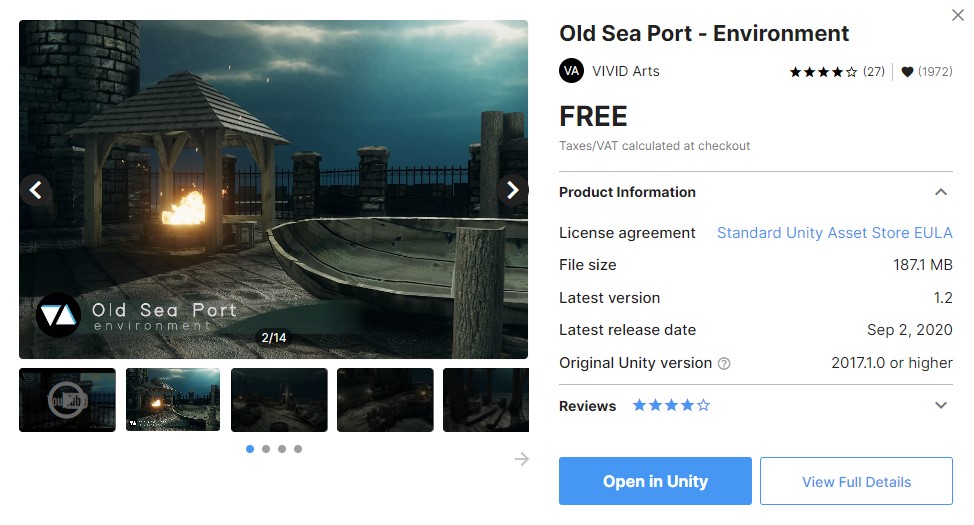 Old Sea Port - Environment
VA VIVID Arts (27) (1972)
FREE
Taxes/VAT calculated at checkout
Product Information
License agreement Standard Unity Asset Store EULA
File size 187.1 MB
Latest version 1.2
Latest release date Sep 2, 2020
Original Unity version 2017.1.0 or higher
Reviews
Open in Unity View Full Details
Old Sea Port
environment
2/14